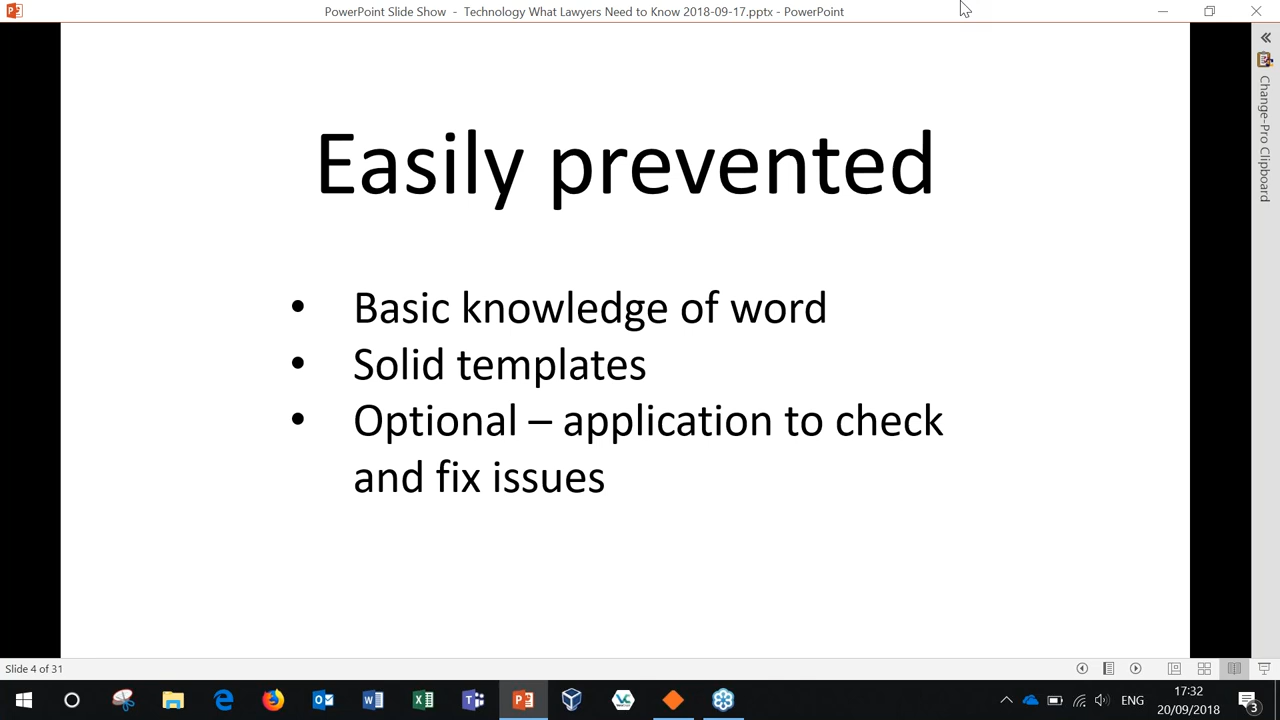 PowerPoint Slide Show - Technology What Lawyers Need to Know 2018-09-17.pptx - PowerPoint
Easily prevented
• Basic knowledge of word
• Solid templates
• Optional – application to check
and fix issues
Change-Pro Clipboard
Slide 4 of 31
ENG
17:32
20/09/2018
3